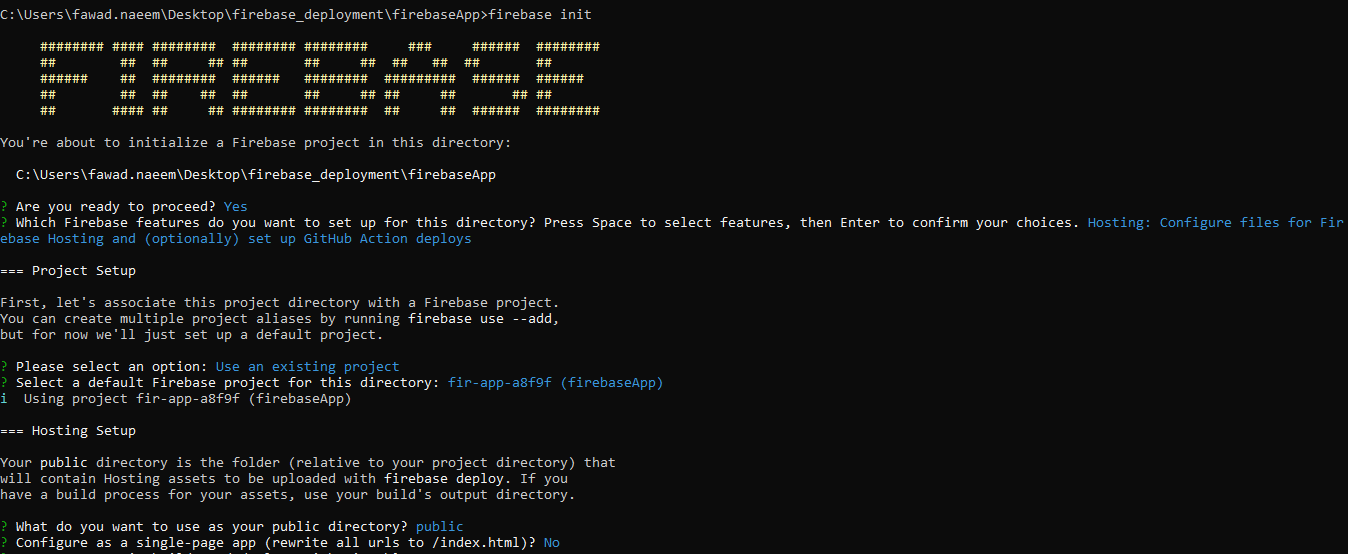 C:\Users\fawad.naeem\Desktop\firebase_deployment\firebaseApp>firebase init
FIREBASE
You're about to initialize a Firebase project in this directory:
C:\Users\fawad.naeem\Desktop\firebase_deployment\firebaseApp
? Are you ready to proceed? Yes
? Which Firebase features do you want to set up for this directory? Press Space to select features, then Enter to confirm your choices. Hosting: Configure files for Fir
ebase Hosting and (optionally) set up GitHub Action deploys
=== Project Setup
First, let's associate this project directory with a Firebase project.
You can create multiple project aliases by running firebase use --add,
but for now we'll just set up a default project.
? Please select an option: Use an existing project
? Select a default Firebase project for this directory: fir-app-a8f9f (firebaseApp)
i  Using project fir-app-a8f9f (firebaseApp)
=== Hosting Setup
Your public directory is the folder (relative to your project directory) that
will contain Hosting assets to be uploaded with firebase deploy. If you
have a build process for your assets, use your build's output directory.
? What do you want to use as your public directory? public
? Configure as a single-page app (rewrite all urls to /index.html)? No